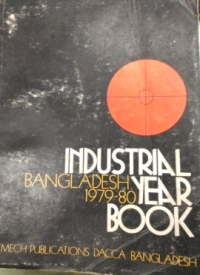 INDUSTRIAL
BANGLADESH YEAR
1979-80 BOOK
MECH PUBLICATIONS DACCA BANGLADESH